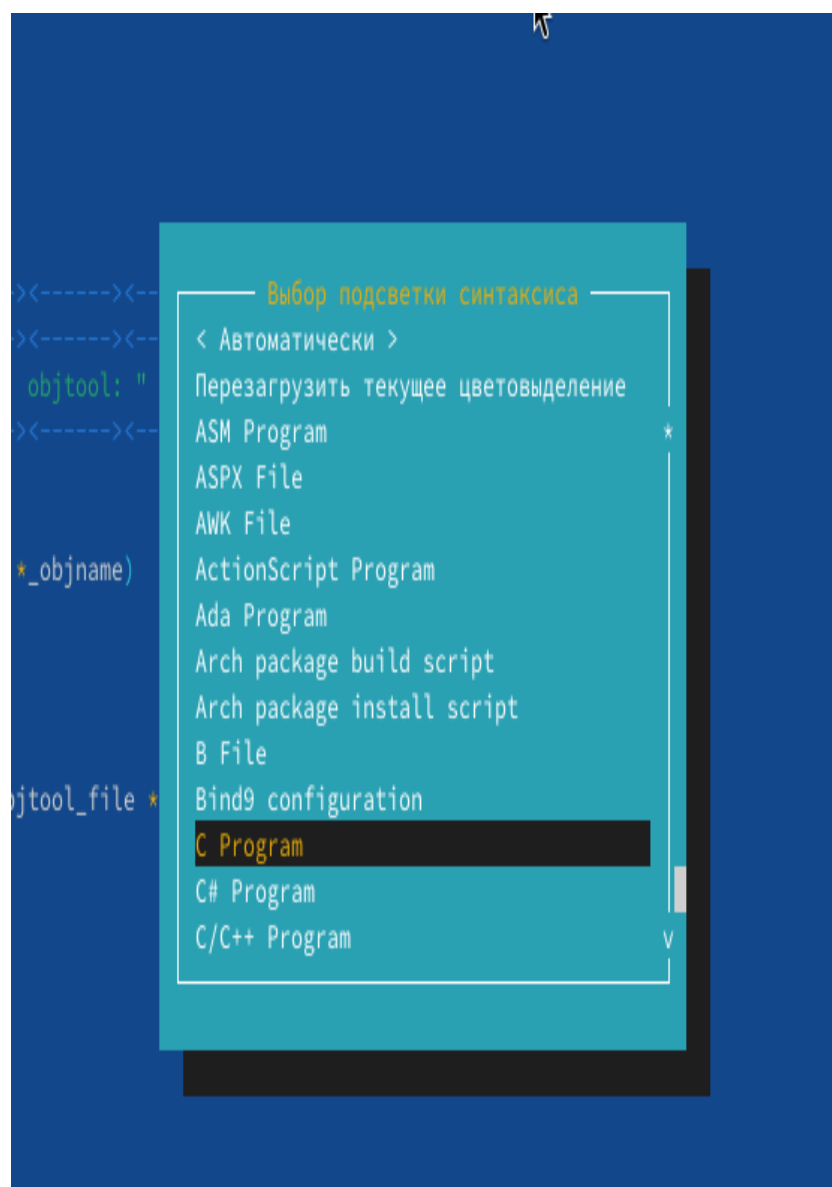 ><------><--
Выбор подсветки синтаксиса
><------><--
< Автоматически >
objtool: "
Перезагрузить текущее цветовыделение
><------><--
ASM Program
*
ASPX File
AWK File
*_objname)
ActionScript Program
Ada Program
Arch package build script
Arch package install script
B File
jtool_file *
Bind9 configuration
C Program
C# Program
C/C++ Program
v